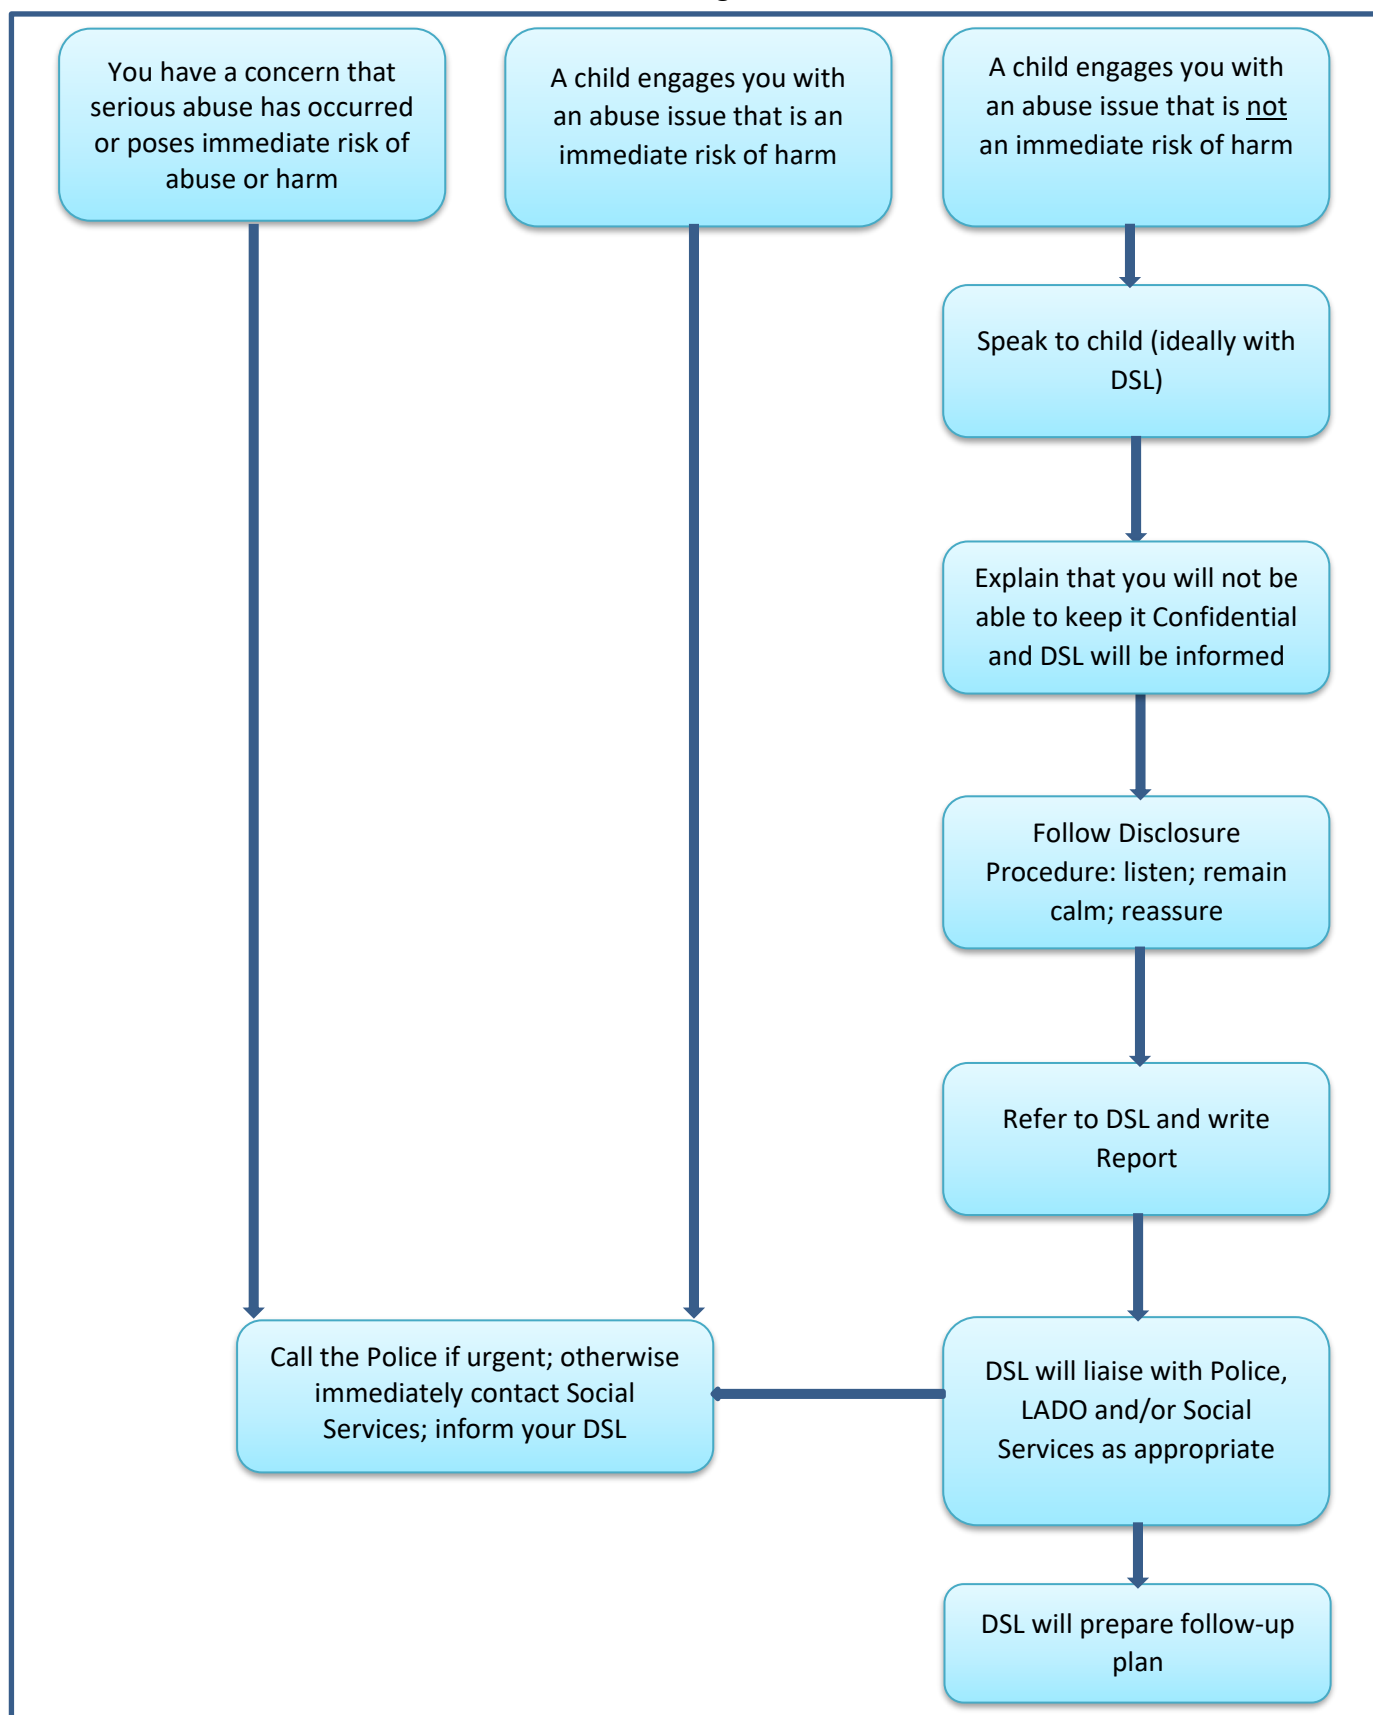 You have a concern that
serious abuse has occurred
or poses immediate risk of
abuse or harm
A child engages you with
an abuse issue that is an
immediate risk of harm
A child engages you with
an abuse issue that is not
an immediate risk of harm
Speak to child (ideally with
DSL)
Explain that you will not be
able to keep it Confidential
and DSL will be informed
Follow Disclosure
Procedure: listen; remain
calm; reassure
Refer to DSL and write
Report
Call the Police if urgent; otherwise
immediately contact Social
Services; inform your DSL
DSL will liaise with Police,
LADO and/or Social
Services as appropriate
DSL will prepare follow-up
plan